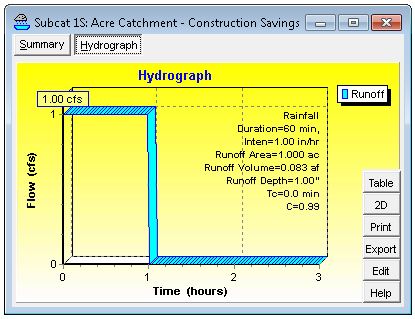 Subcat 1S: Acre Catchment - Construction Savings
Summary
Hydrograph
Hydrograph
Runoff
1.00 cfs
Rainfall
Duration=60 min,
Inten=1.00 in/hr
Runoff Area=1.000 ac
Runoff Volume=0.083 af
Runoff Depth=1.00"
Tc=0.0 min
C=0.99
Flow (cfs)
1
0
0
1
2
3
Time (hours)
Table
2D
Print
Export
Edit
Help